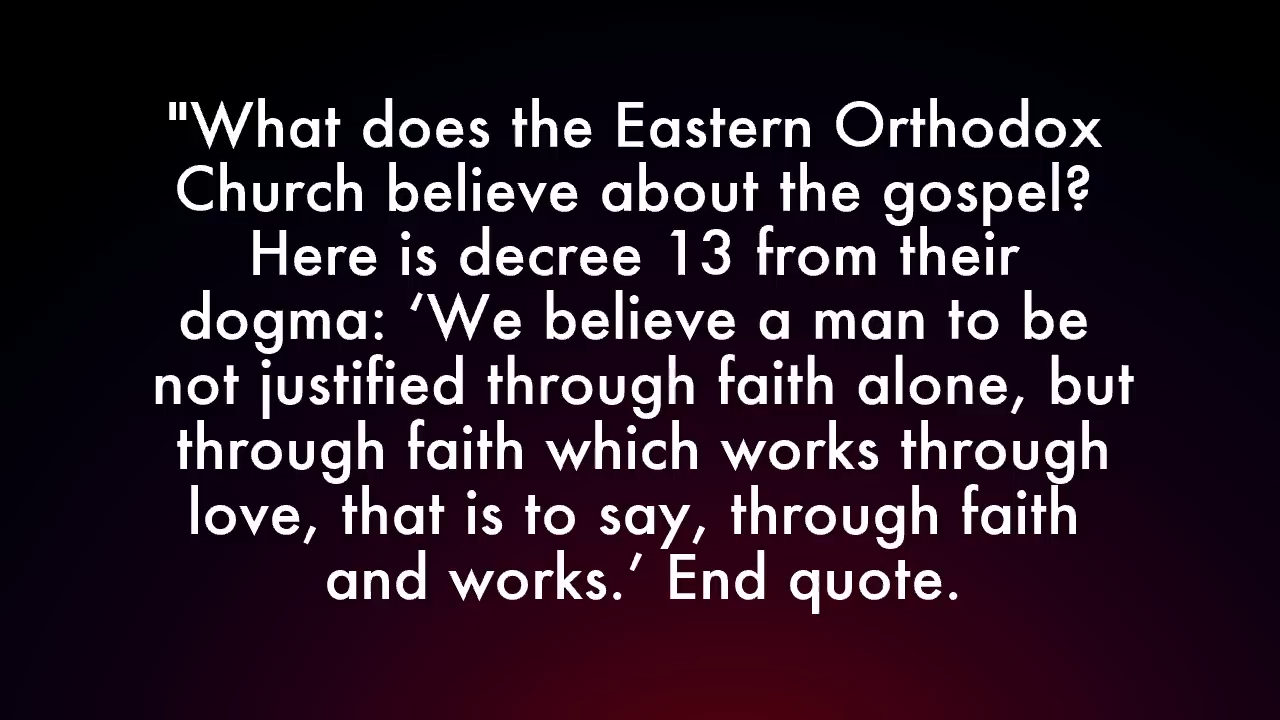 "What does the Eastern Orthodox
Church believe about the gospel?
Here is decree 13 from their
dogma: ‘We believe a man to be
not justified through faith alone, but
through faith which works through
love, that is to say, through faith
and works.’ End quote.